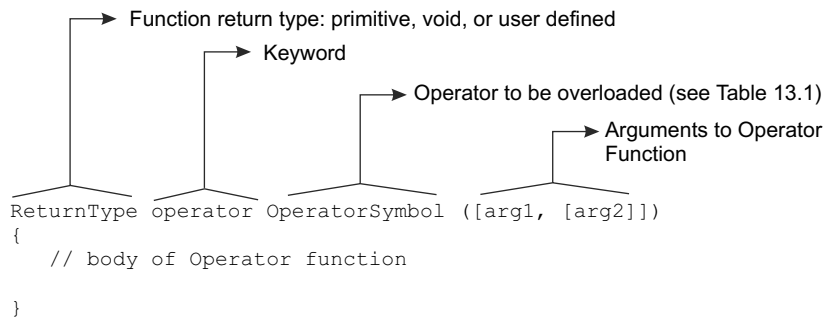 Function return type: primitive, void, or user defined
Keyword
Operator to be overloaded (see Table 13.1)
Arguments to Operator
Function
ReturnType operator OperatorSymbol ([arg1, [arg2]])
{
// body of Operator function
}